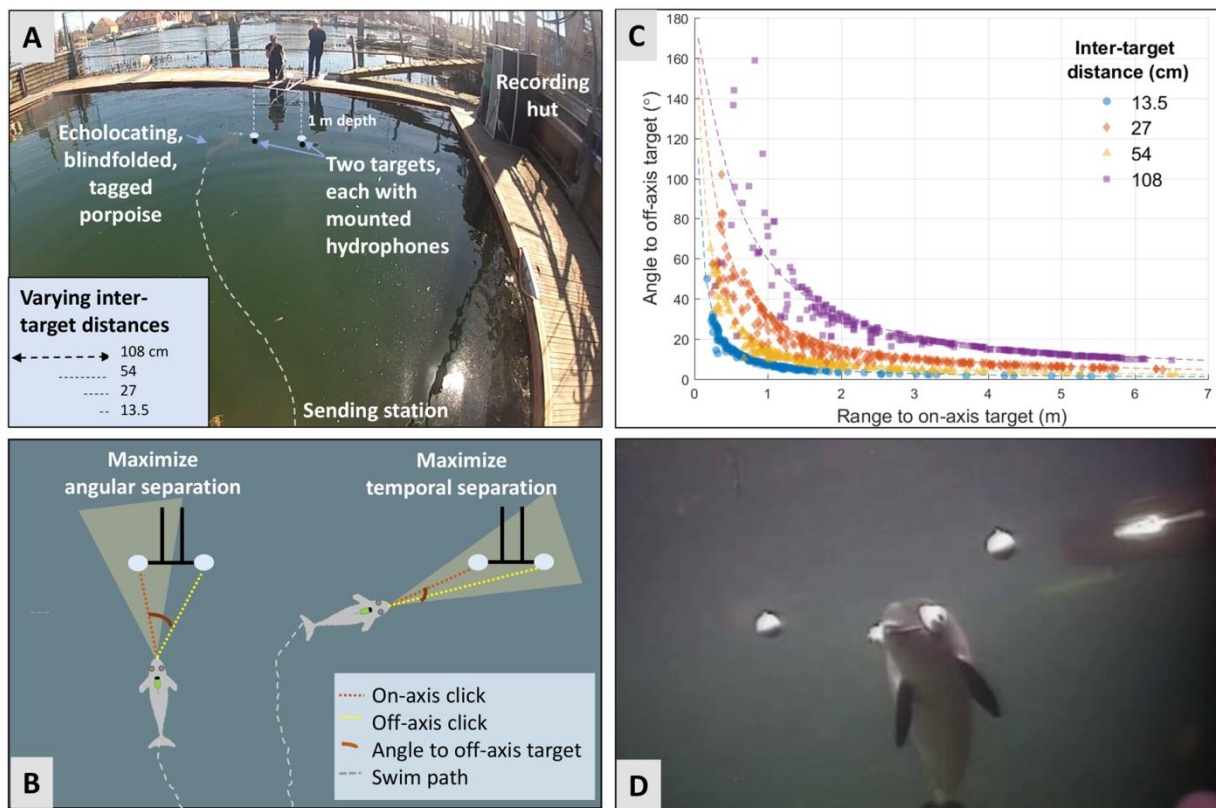 A
Recording
hut
1 m depth
Echolocating,
blindfolded,
tagged
porpoise
Two targets,
each with
mounted
hydrophones
Varying inter-
target distances
108 cm
54
27
13.5
Sending station
B
Maximize
angular separation
Maximize
temporal separation
On-axis click
Off-axis click
Angle to off-axis target
Swim path
C
Angle to off-axis target (°)
180
160
140
120
100
80
60
40
20
0
0 1 2 3 4 5 6 7
Range to on-axis target (m)
Inter-target
distance (cm)
13.5
27
54
108
D